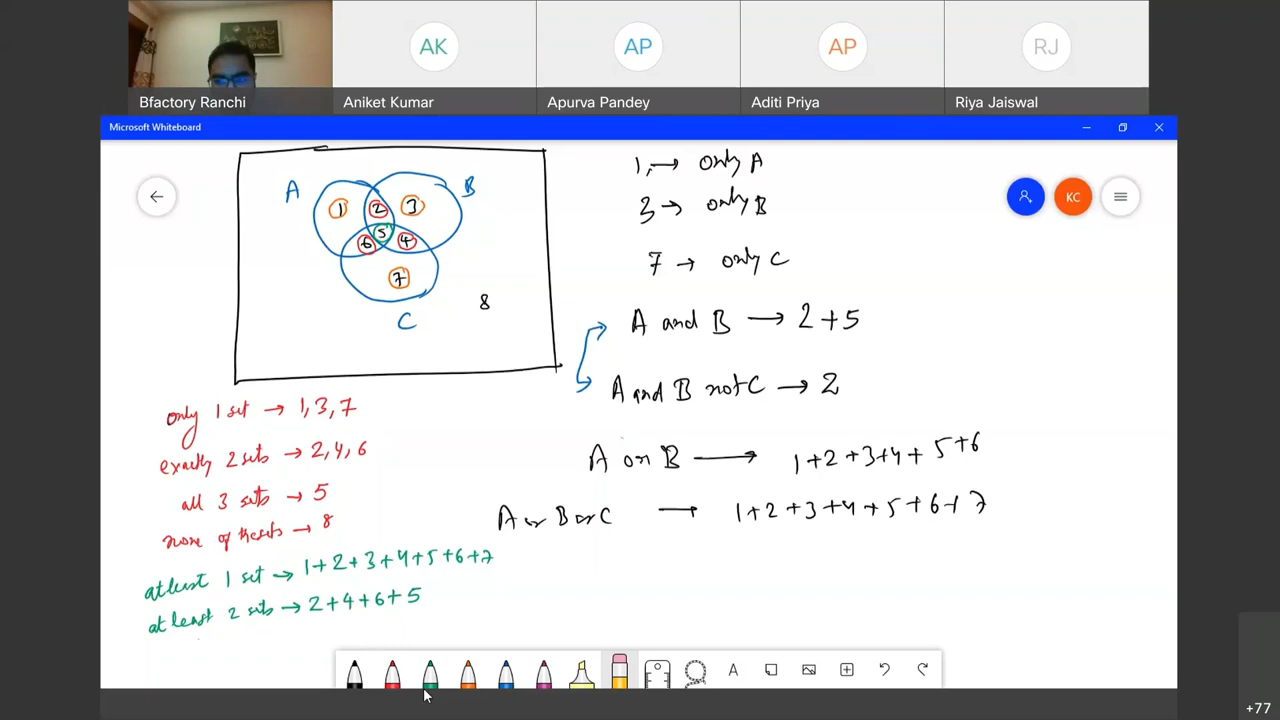 AK
AP
AP
RJ
Bfactory Ranchi
Aniket Kumar
Apurva Pandey
Aditi Priya
Riya Jaiswal
Microsoft Whiteboard
KC
A
B
1
2
3
6
5
4
7
8
C
1, → only A
3 → only B
7 → only C
A and B → 2 + 5
A and B not C → 2
A or B → 1+2+3+4+ 5+6
A or B or C → 1+2+3+4+5+6+7
only 1 set → 1,3,7
exactly 2 sets → 2,4,6
all 3 sets → 5
none of the sets → 8
atleast 1 set → 1+2+3+4+5+6+7
at least 2 sets → 2+4+6+5
A
+77